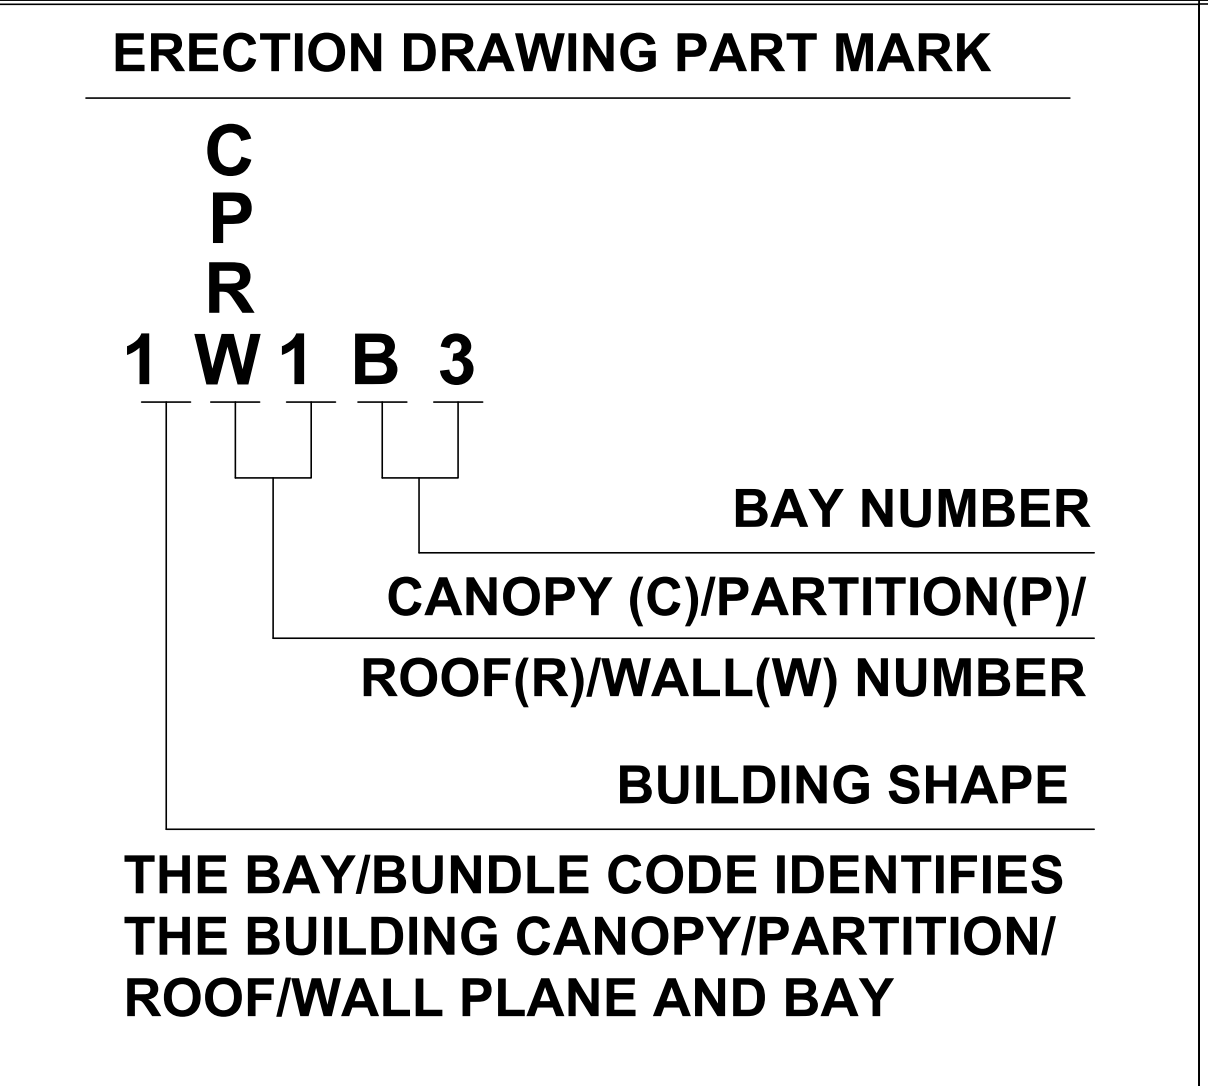 ERECTION DRAWING PART MARK
C
P
R
1 W 1 B 3
BAY NUMBER
CANOPY (C)/PARTITION(P)/
ROOF(R)/WALL(W) NUMBER
BUILDING SHAPE
THE BAY/BUNDLE CODE IDENTIFIES
THE BUILDING CANOPY/PARTITION/
ROOF/WALL PLANE AND BAY